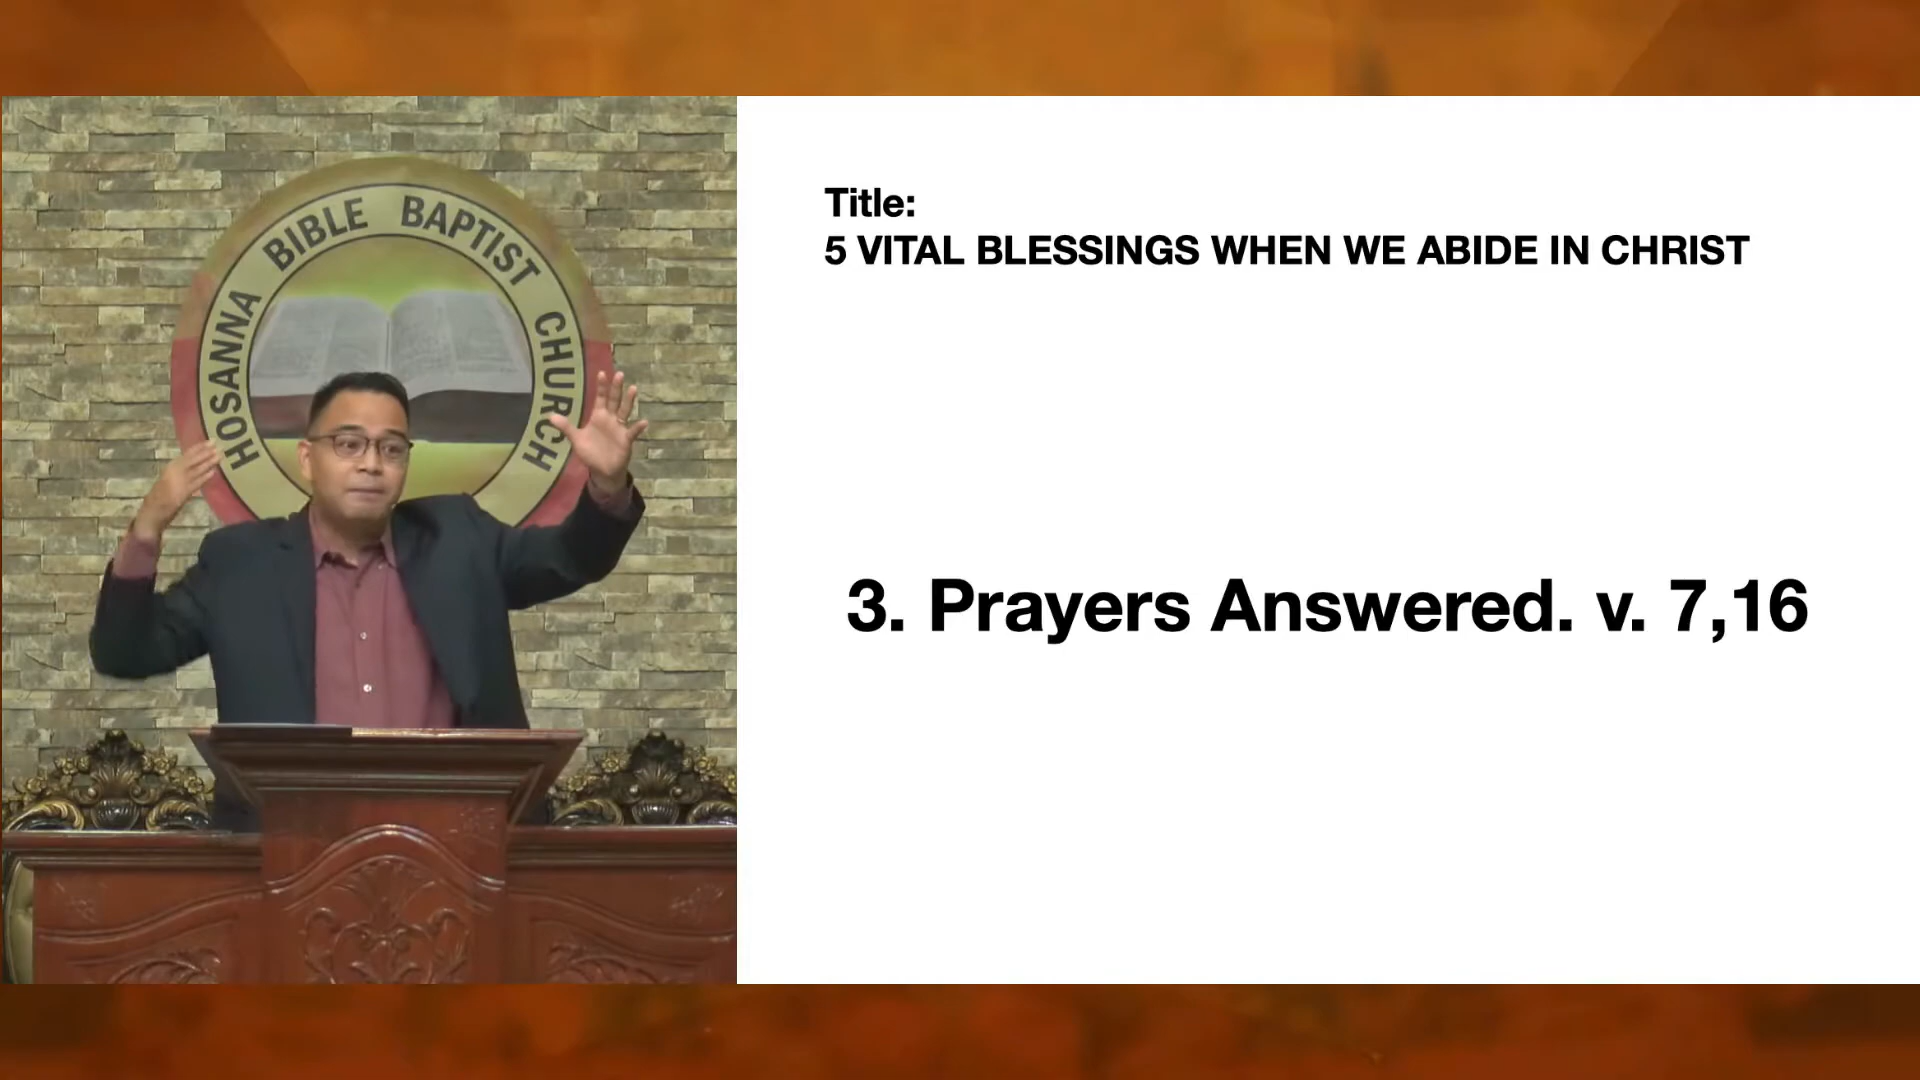 HOSANNA BIBLE BAPTIST CHURCH
Title:
5 VITAL BLESSINGS WHEN WE ABIDE IN CHRIST
3. Prayers Answered. v. 7,16